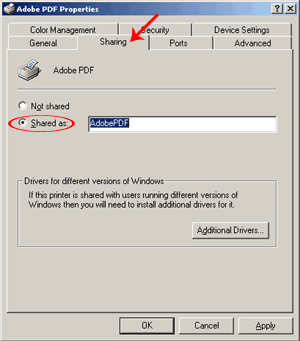 Adobe PDF Properties
Color Management Security Device Settings
General Sharing Ports Advanced
Adobe PDF
Not shared
Shared as: AdobePDF
Drivers for different versions of Windows
If this printer is shared with users running different versions of
Windows then you will need to install additional drivers for it.
Additional Drivers...
OK Cancel Apply